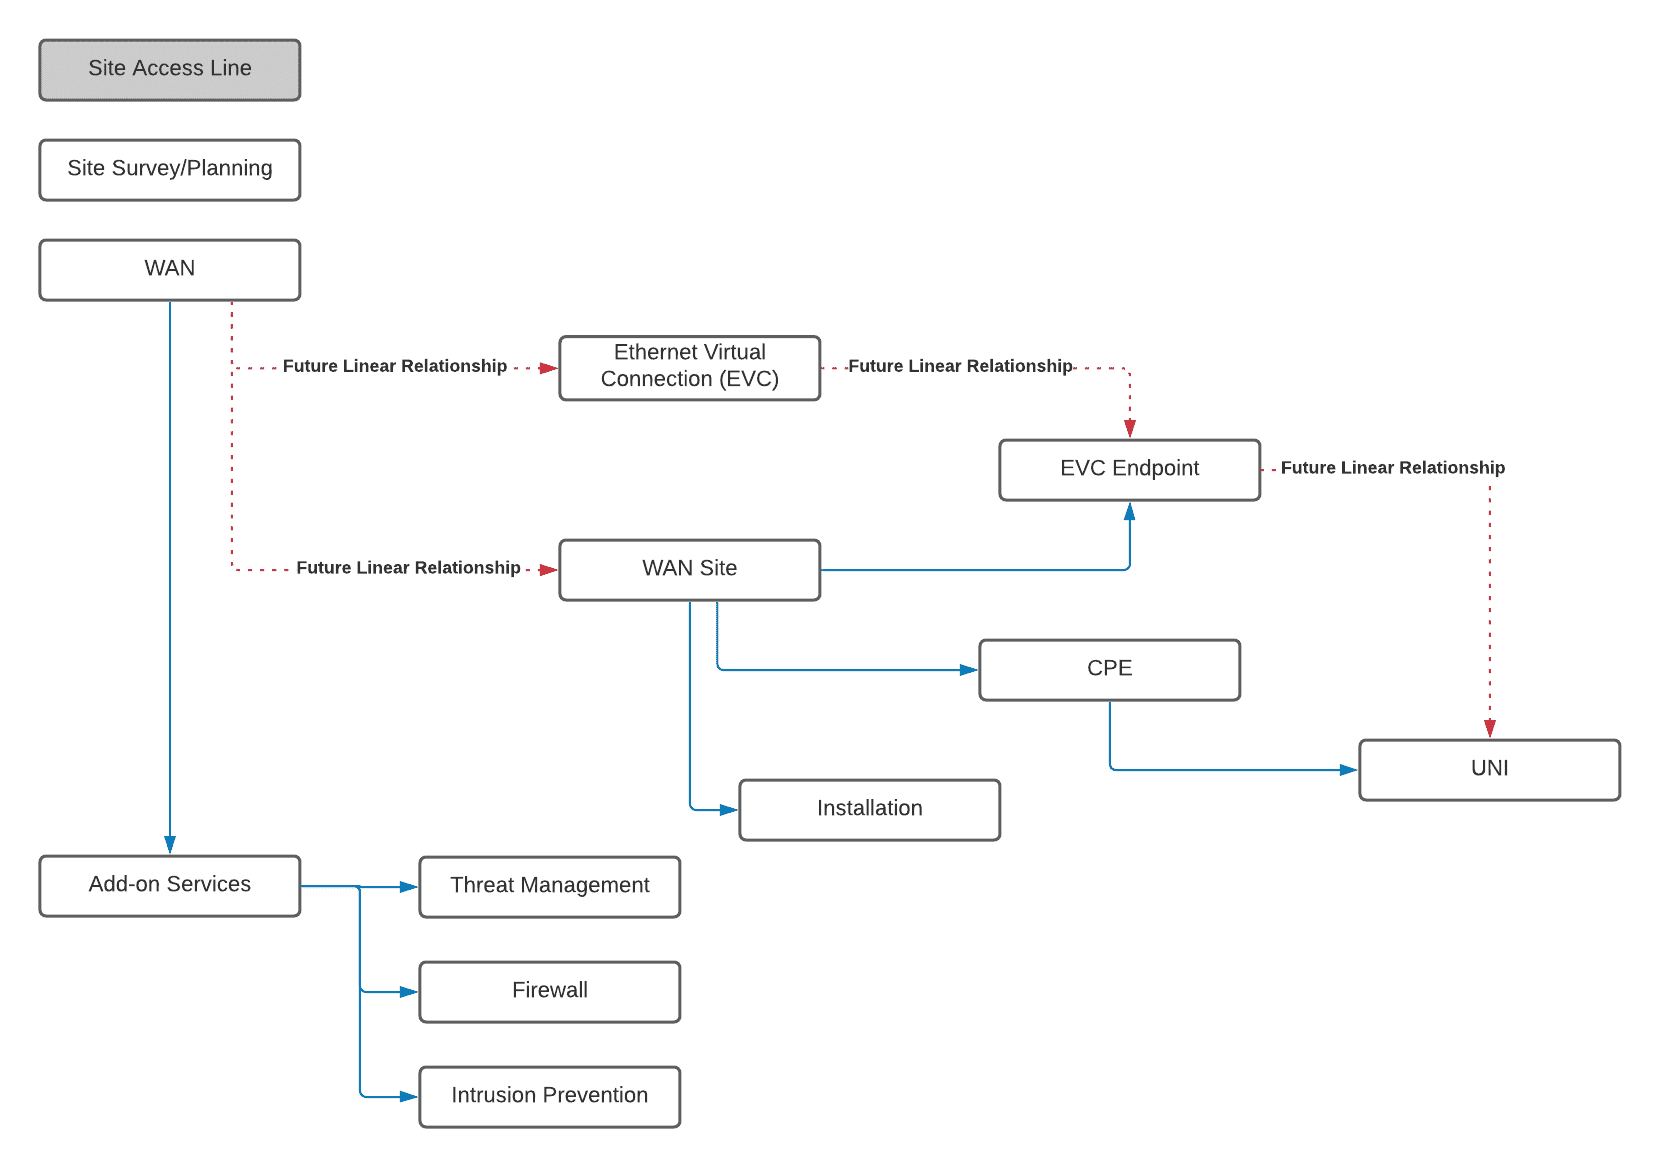 Site Access Line
Site Survey/Planning
WAN
Future Linear Relationship
Ethernet Virtual
Connection (EVC)
Future Linear Relationship
EVC Endpoint
Future Linear Relationship
Future Linear Relationship
WAN Site
CPE
UNI
Installation
Add-on Services
Threat Management
Firewall
Intrusion Prevention